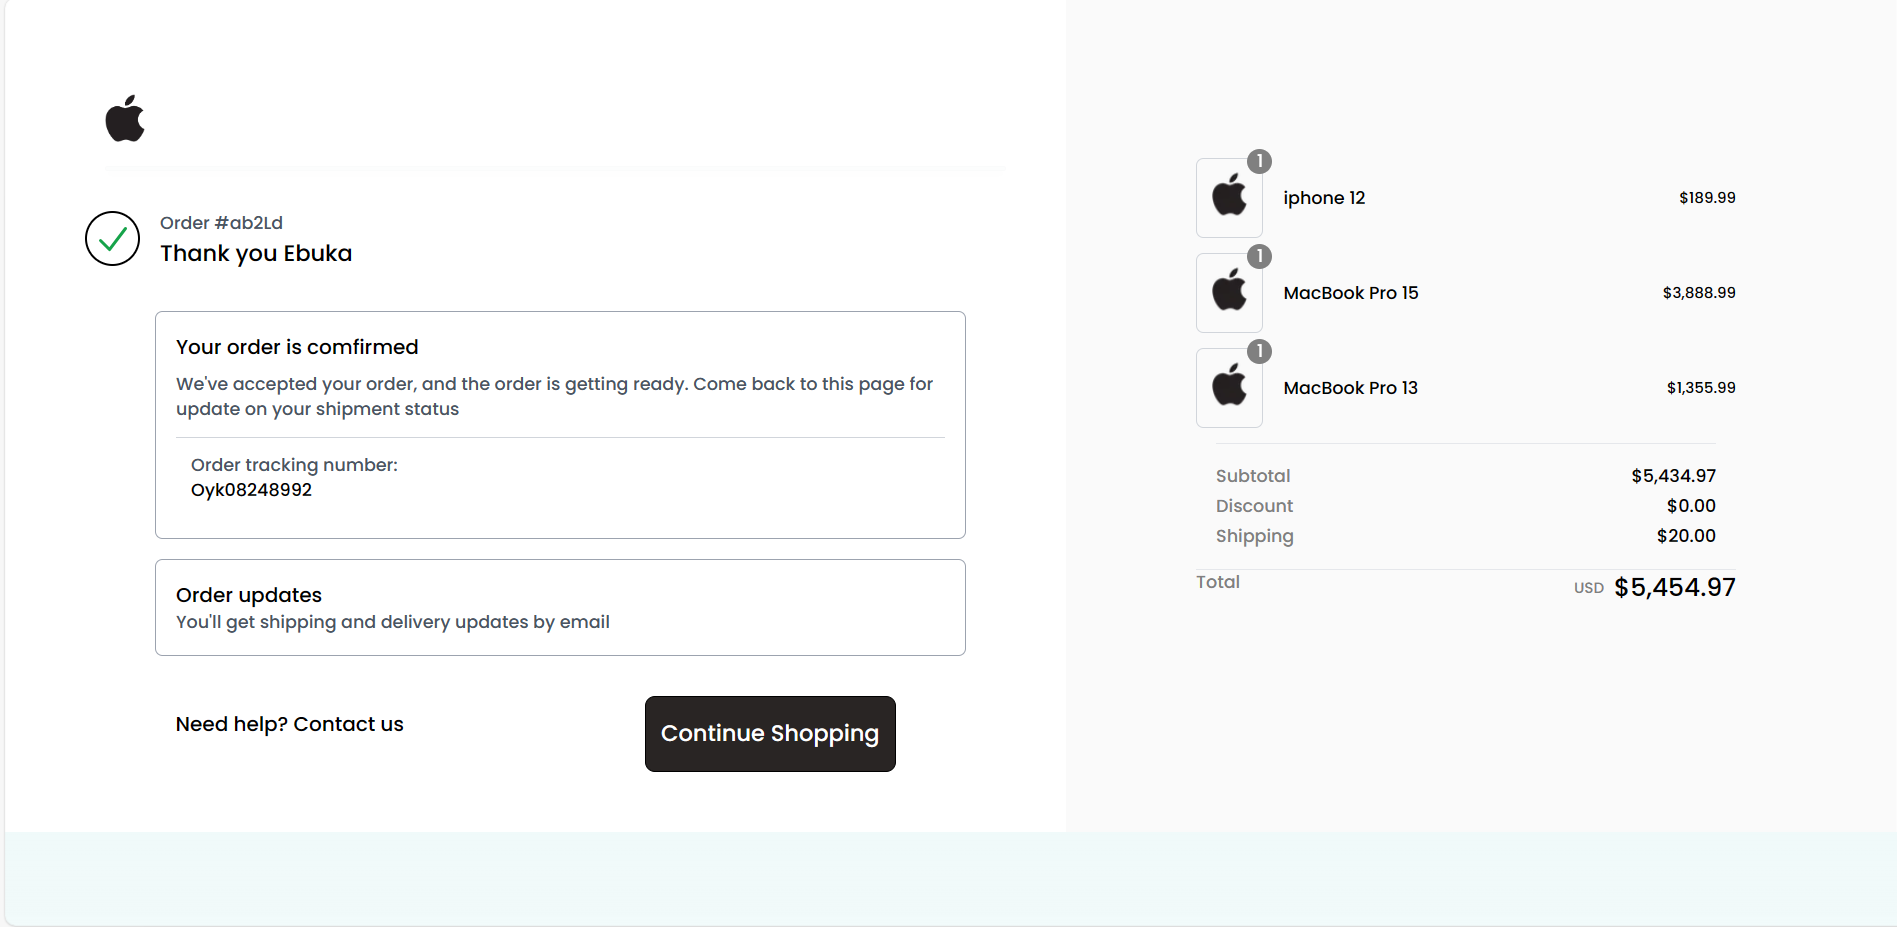 Order #ab2Ld
Thank you Ebuka
Your order is comfirmed
We've accepted your order, and the order is getting ready. Come back to this page for
update on your shipment status
Order tracking number:
Oyk08248992
Order updates
You'll get shipping and delivery updates by email
Need help? Contact us
Continue Shopping
1
iphone 12 $189.99
1
MacBook Pro 15 $3,888.99
1
MacBook Pro 13 $1,355.99
Subtotal $5,434.97
Discount $0.00
Shipping $20.00
Total USD $5,454.97